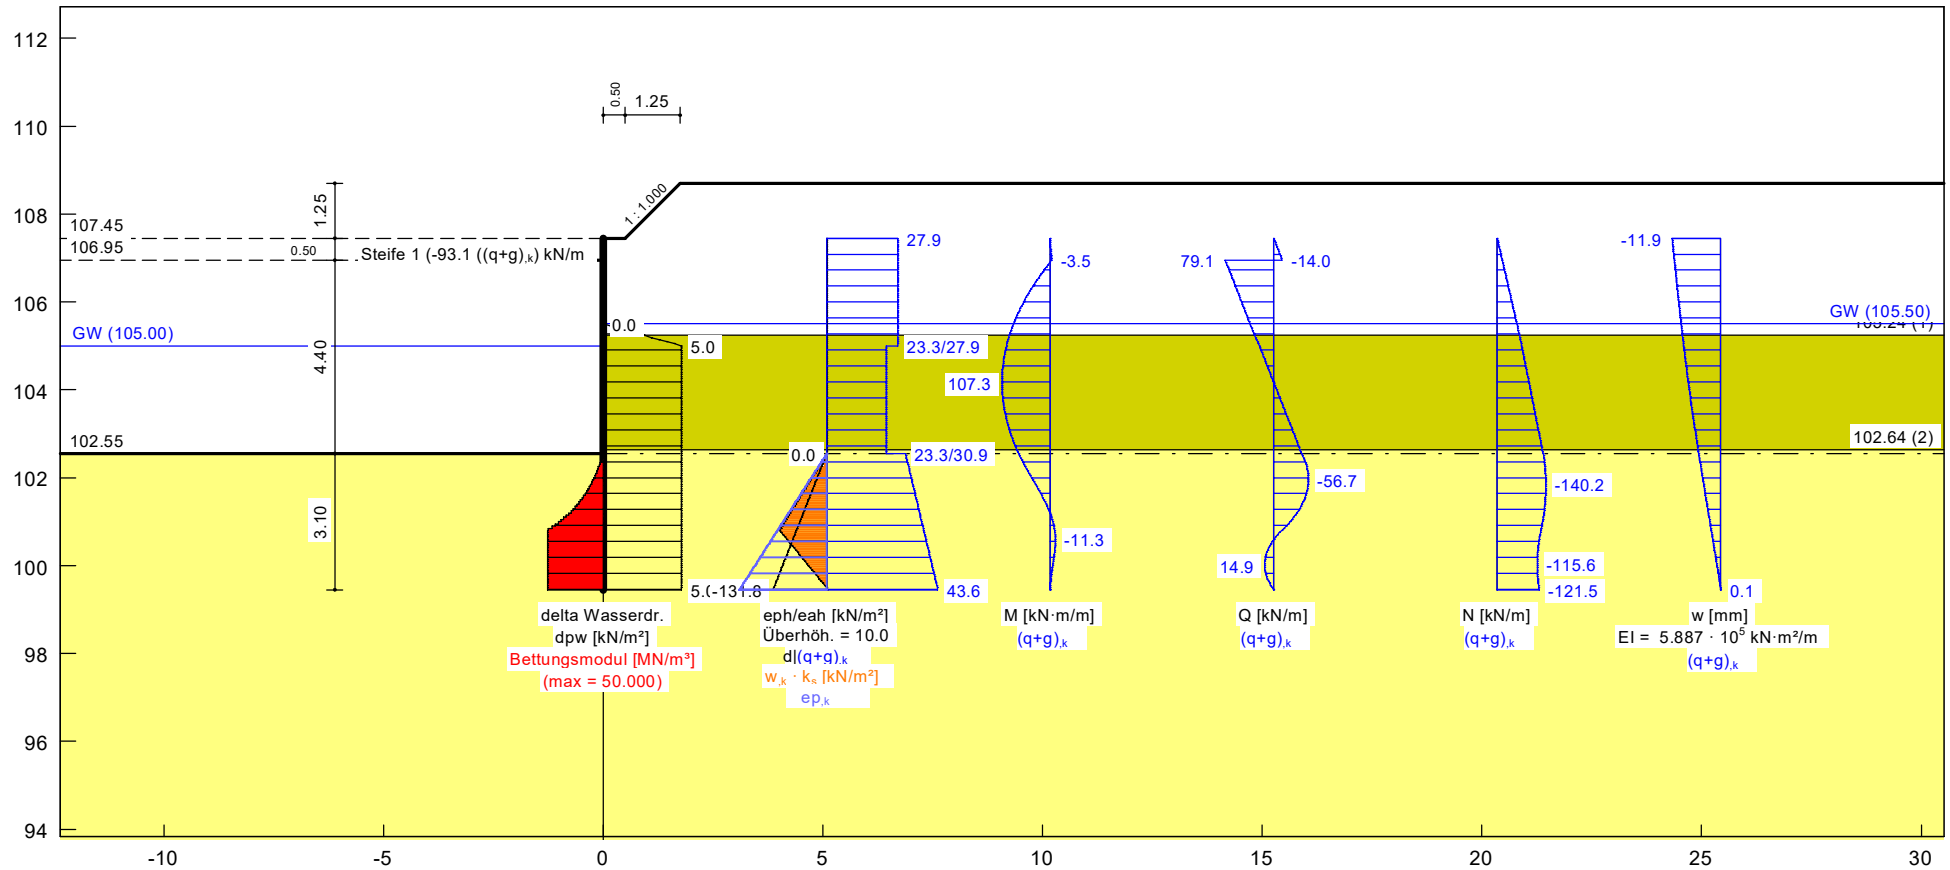 112
110
108
106
104
102
100
98
96
94
-10
-5
0
5
10
15
20
25
30
0.50
1.25
1 : 1.000
1.25
4.40
3.10
107.45
106.95
0.50
Steife 1 (-93.1 ((q+g),k) kN/m
GW (105.00)
102.55
0.0
5.0
GW (105.50)
105.24 (1)
102.64 (2)
27.9
23.3/27.9
0.0
23.3/30.9
-131.8
43.6
-3.5
107.3
-11.3
79.1
-14.0
-56.7
14.9
-140.2
-115.6
-121.5
-11.9
0.1
delta Wasserdr.
dpw [kN/m²]
Bettungsmodul [MN/m³]
(max = 50.000)
eph/eah [kN/m²]
Überhöh. = 10.0
(q+g),k
w,k · ks [kN/m²]
ep,k
M [kN·m/m]
(q+g),k
Q [kN/m]
(q+g),k
N [kN/m]
(q+g),k
w [mm]
EI = 5.887 · 10⁵ kN·m²/m
(q+g),k